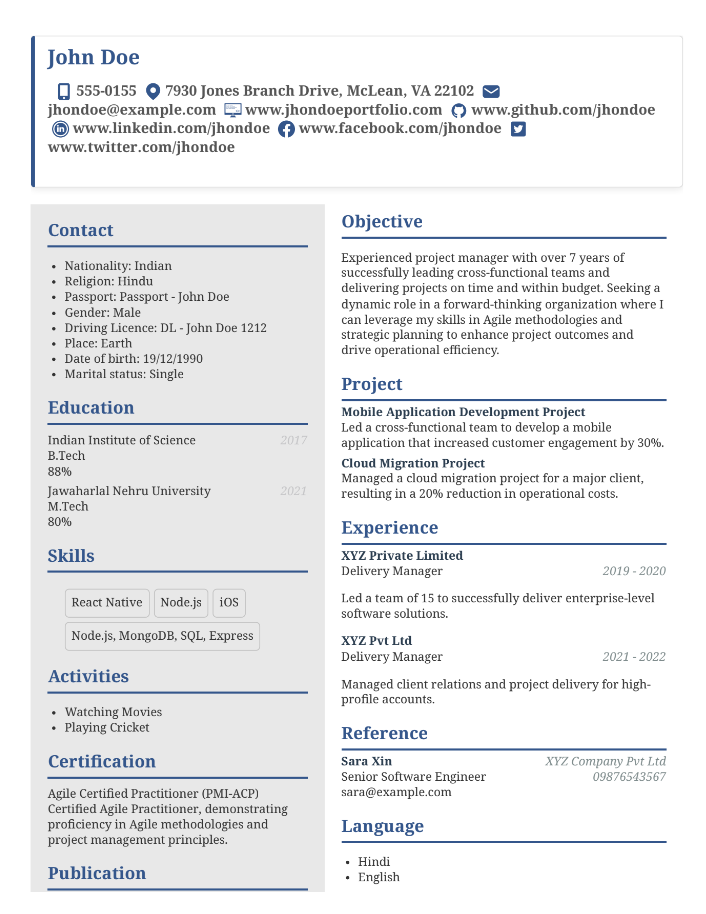 John Doe
555-0155 7930 Jones Branch Drive, McLean, VA 22102
jhondoe@example.com www.jhondoeportfolio.com www.github.com/jhondoe
www.linkedin.com/jhondoe www.facebook.com/jhondoe
www.twitter.com/jhondoe
Contact
Nationality: Indian
Religion: Hindu
Passport: Passport - John Doe
Gender: Male
Driving Licence: DL - John Doe 1212
Place: Earth
Date of birth: 19/12/1990
Marital status: Single
Education
Indian Institute of Science 2017
B.Tech
88%
Jawaharlal Nehru University 2021
M.Tech
80%
Skills
React Native Node.js iOS
Node.js, MongoDB, SQL, Express
Activities
Watching Movies
Playing Cricket
Certification
Agile Certified Practitioner (PMI-ACP)
Certified Agile Practitioner, demonstrating
proficiency in Agile methodologies and
project management principles.
Publication
Objective
Experienced project manager with over 7 years of
successfully leading cross-functional teams and
delivering projects on time and within budget. Seeking a
dynamic role in a forward-thinking organization where I
can leverage my skills in Agile methodologies and
strategic planning to enhance project outcomes and
drive operational efficiency.
Project
Mobile Application Development Project
Led a cross-functional team to develop a mobile
application that increased customer engagement by 30%.
Cloud Migration Project
Managed a cloud migration project for a major client,
resulting in a 20% reduction in operational costs.
Experience
XYZ Private Limited
Delivery Manager 2019 - 2020
Led a team of 15 to successfully deliver enterprise-level
software solutions.
XYZ Pvt Ltd
Delivery Manager 2021 - 2022
Managed client relations and project delivery for high-
profile accounts.
Reference
Sara Xin XYZ Company Pvt Ltd
Senior Software Engineer 09876543567
sara@example.com
Language
Hindi
English